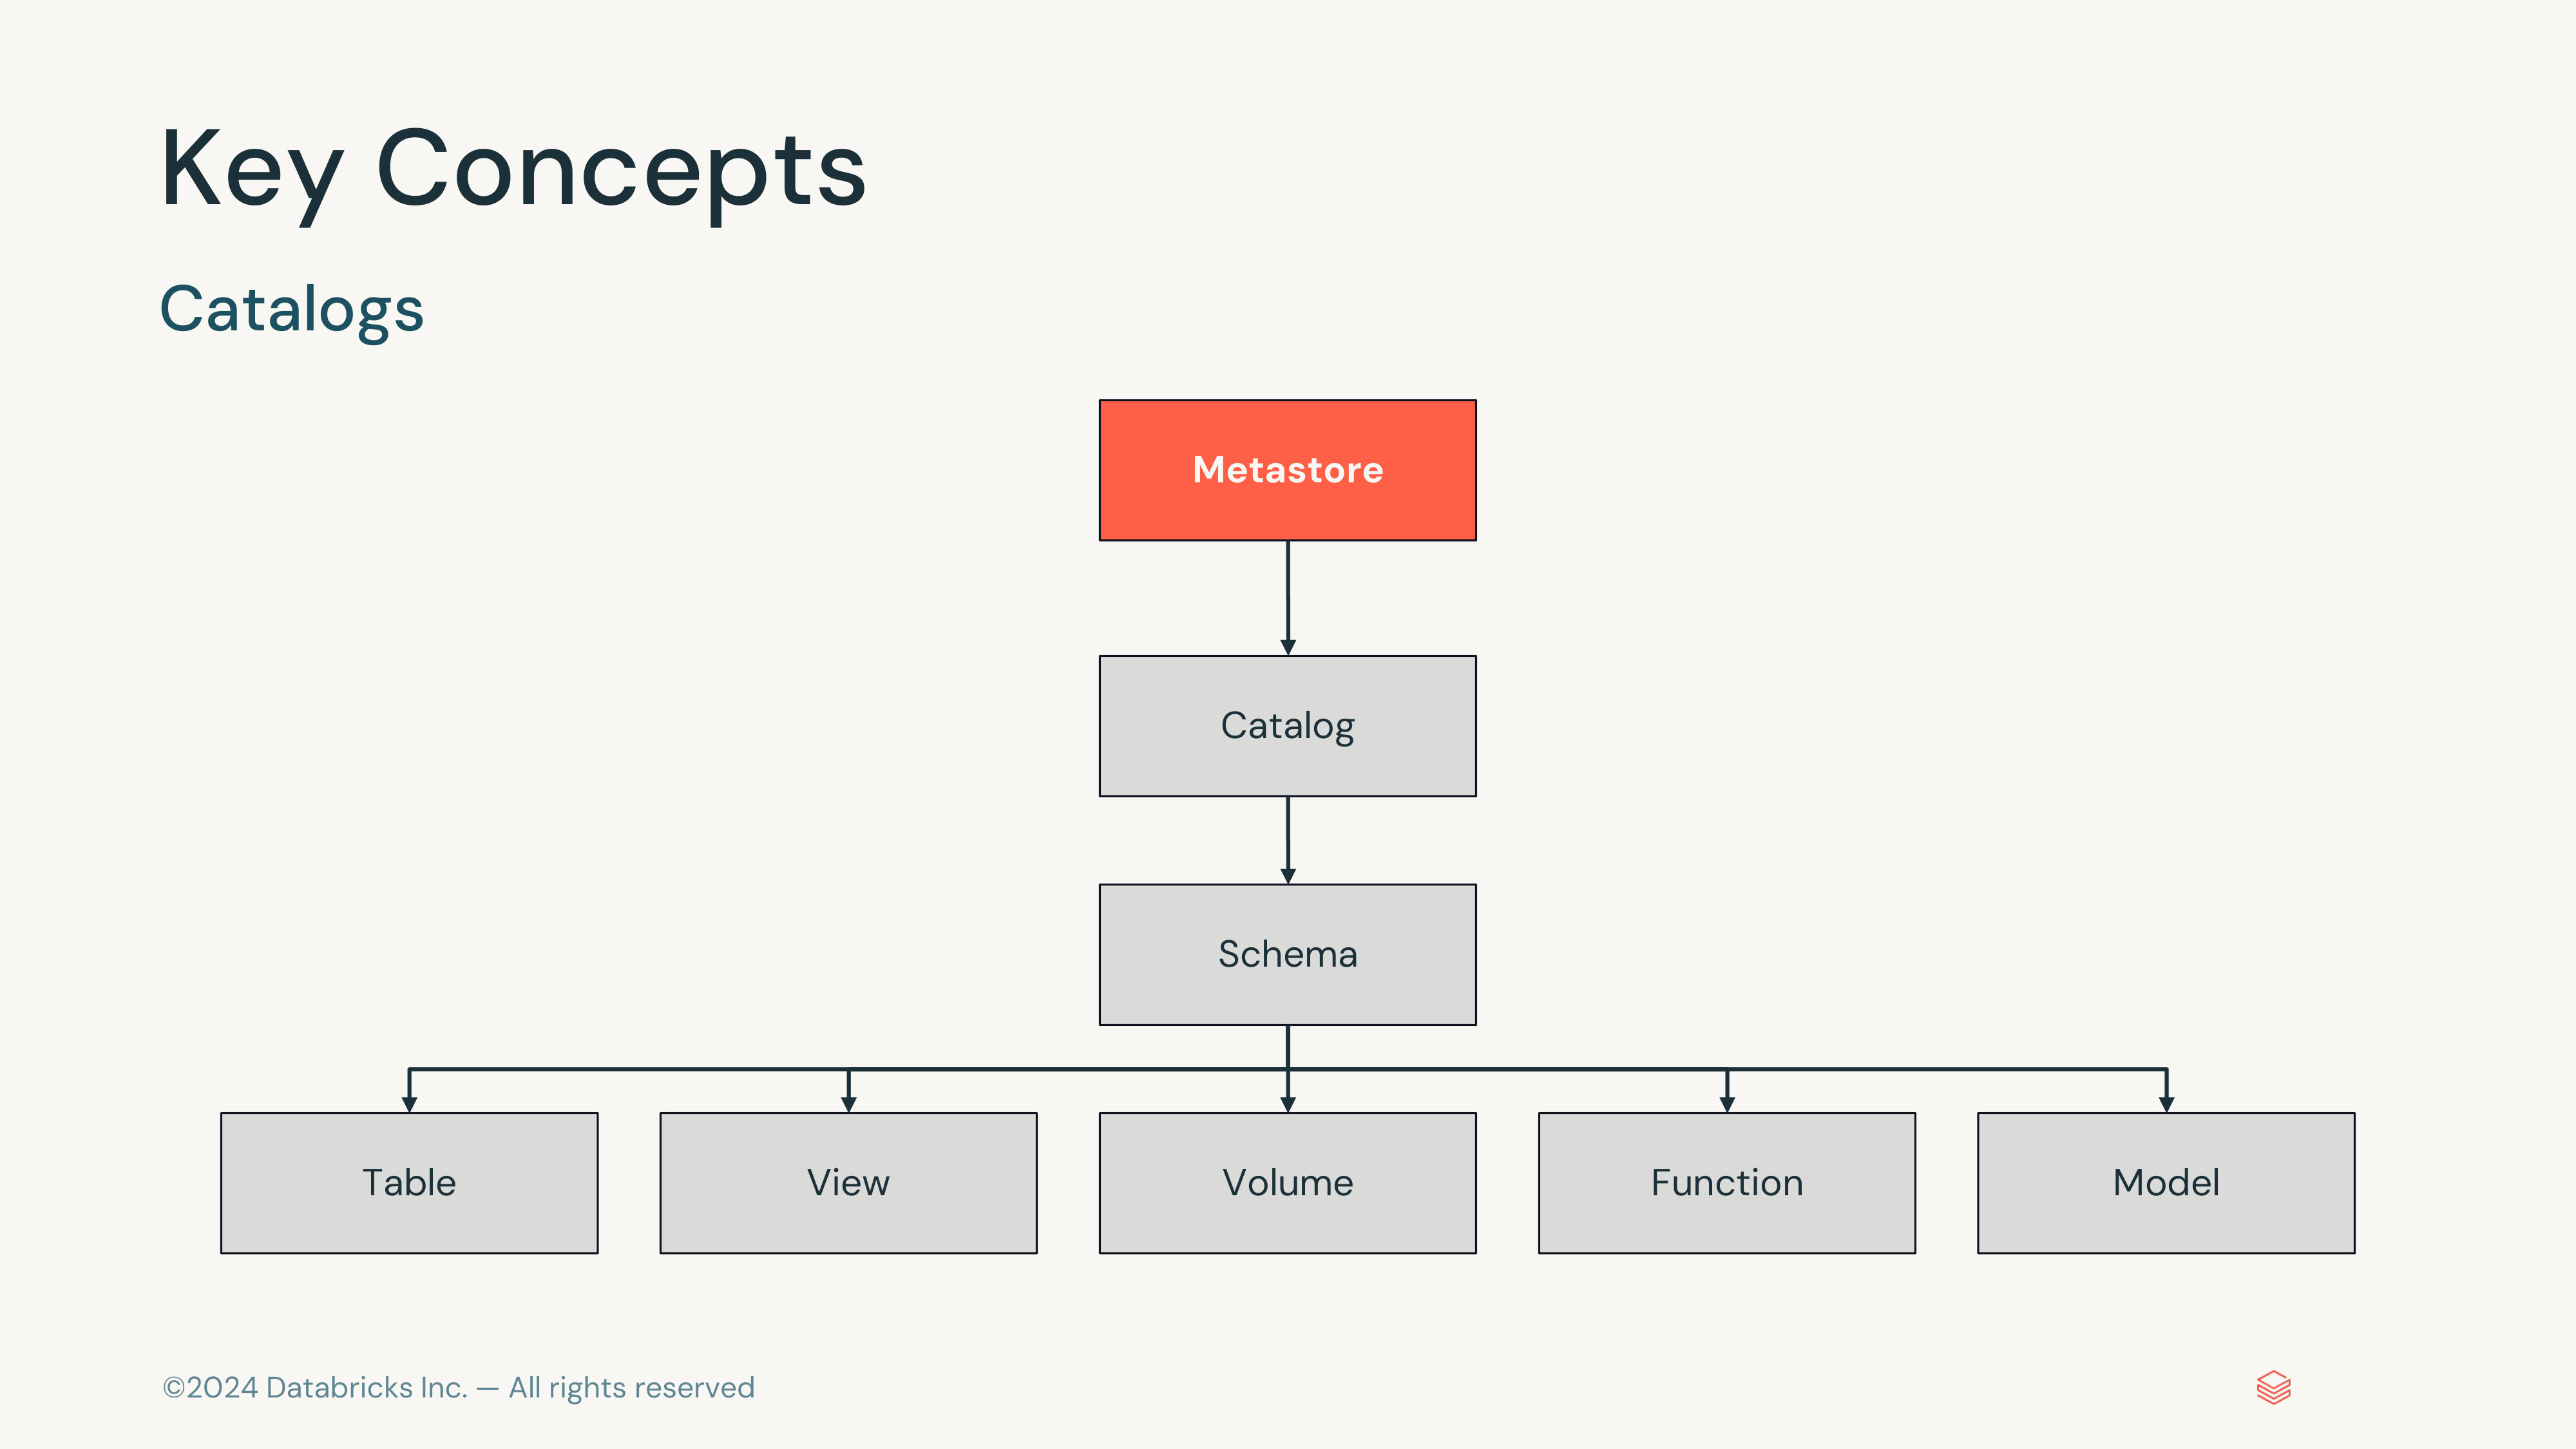 Key Concepts
Catalogs
Metastore
Catalog
Schema
Table
View
Volume
Function
Model
©2024 Databricks Inc. — All rights reserved